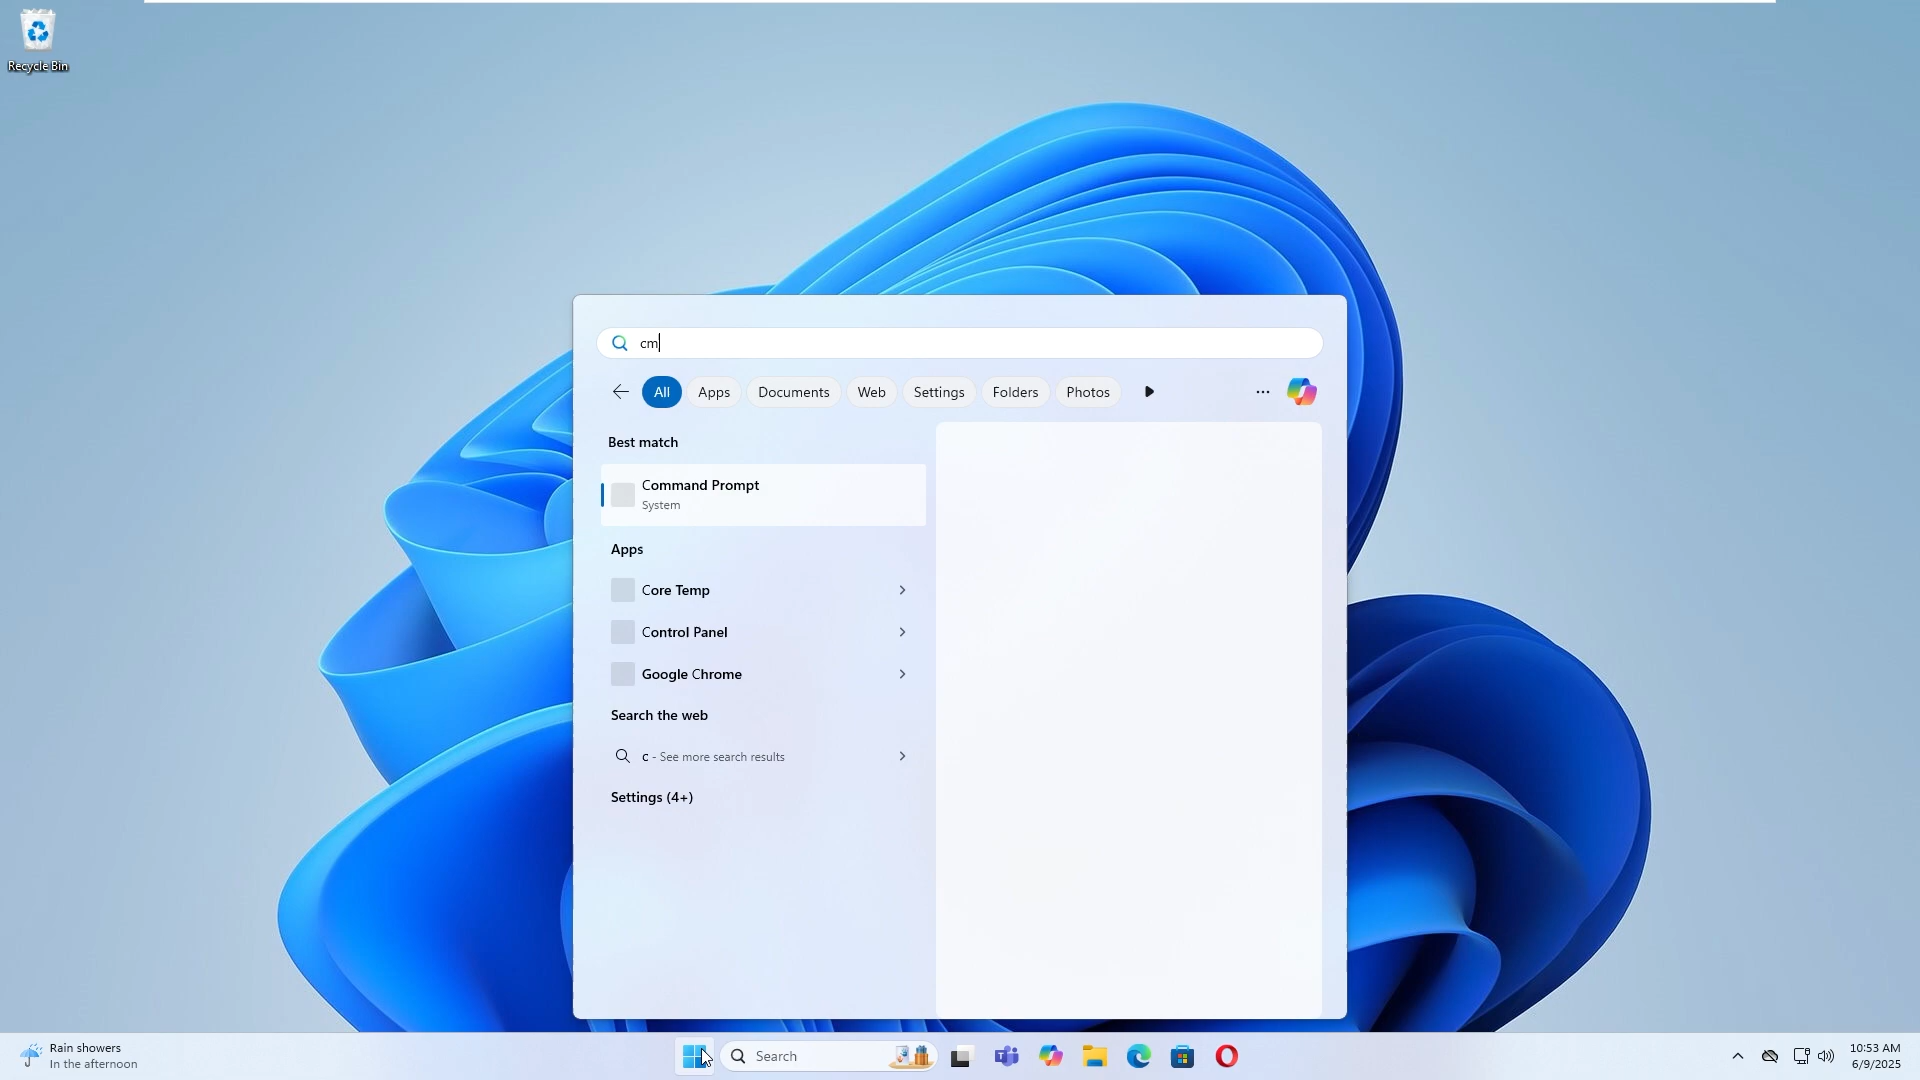 Recycle Bin
cm
All
Apps
Documents
Web
Settings
Folders
Photos
Best match
Command Prompt
System
Apps
Core Temp
Control Panel
Google Chrome
Search the web
c - See more search results
Settings (4+)
Rain showers
In the afternoon
Search
10:53 AM
6/9/2025